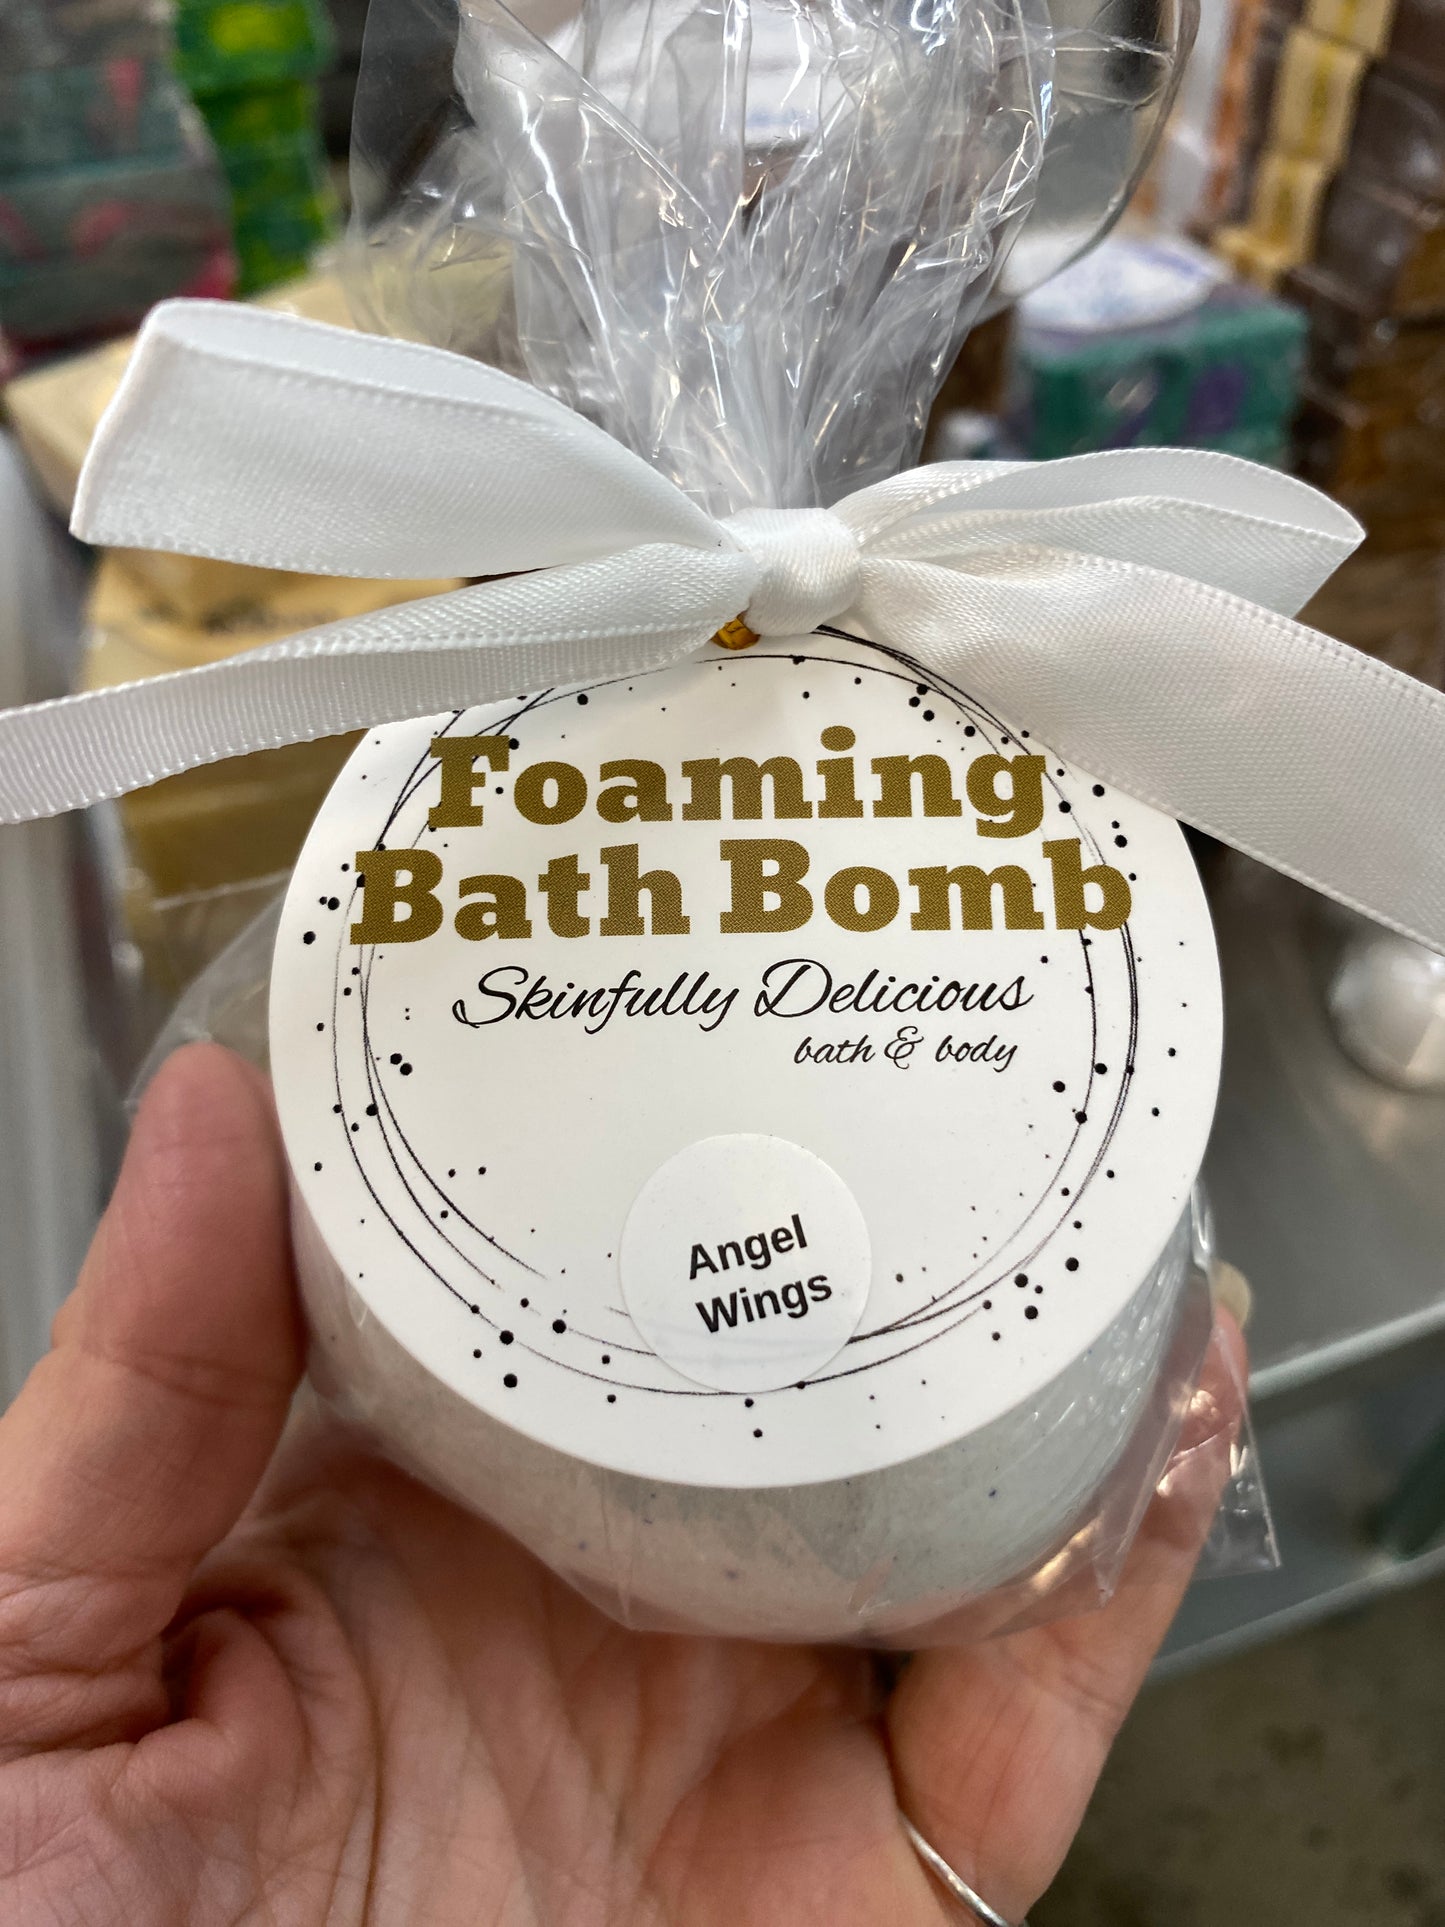 Foaming
Bath Bomb
Skinfully Delicious
bath & body
Angel
Wings